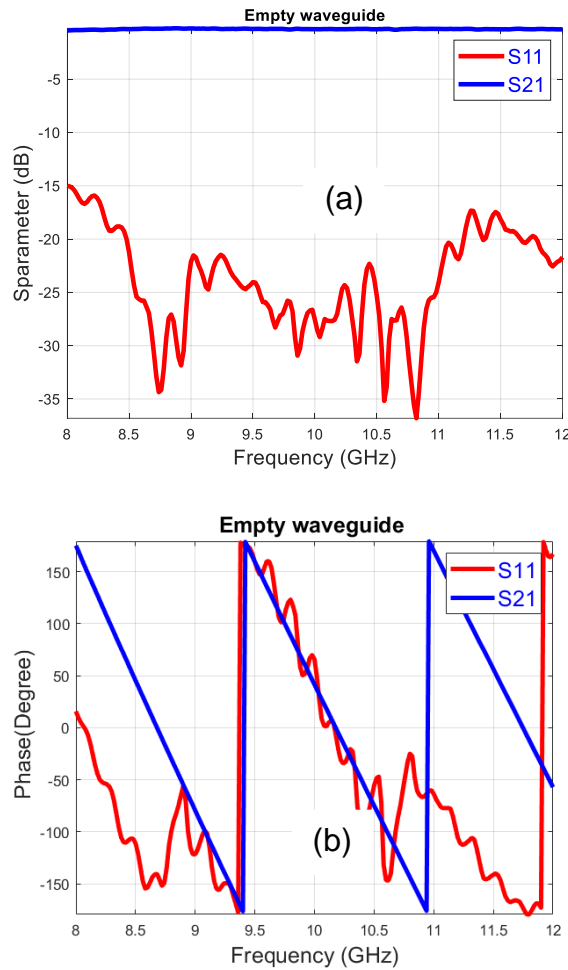 Empty waveguide
S11
S21
-5
-10
-15
-20
-25
-30
-35
Sparameter (dB)
(a)
8 8.5 9 9.5 10 10.5 11 11.5 12
Frequency (GHz)
Empty waveguide
S11
S21
150
100
50
0
-50
-100
-150
Phase(Degree)
(b)
8 8.5 9 9.5 10 10.5 11 11.5 12
Frequency (GHz)